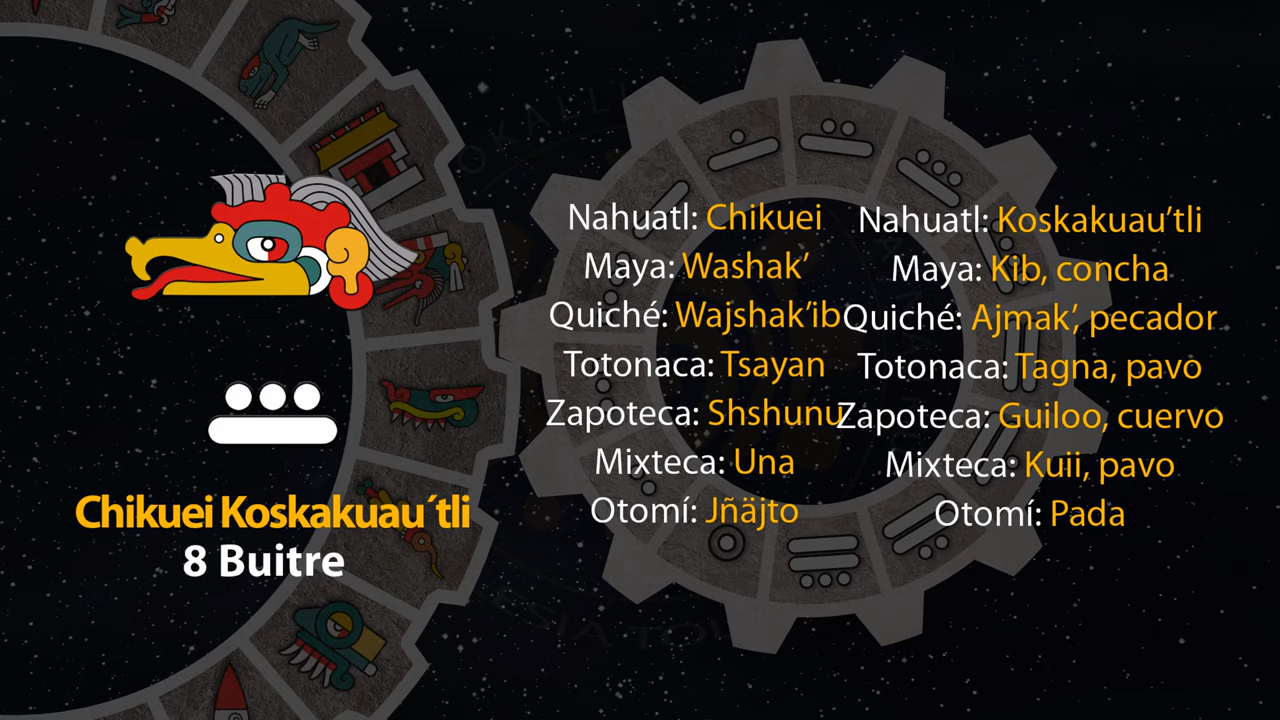 Nahuatl: Chikuei
Maya: Washak’
Quiché: Wajshak’ib
Totonaca: Tsayan
Zapoteca: Shshunu
Mixteca: Una
Otomí: Jñäjto
Nahuatl: Koskakuau’tli
Maya: Kib, concha
Quiché: Ajmak’, pecador
Totonaca: Tagna, pavo
Zapoteca: Guiloo, cuervo
Mixteca: Kuii, pavo
Otomí: Pada
Chikuei Koskakuau´tli
8 Buitre